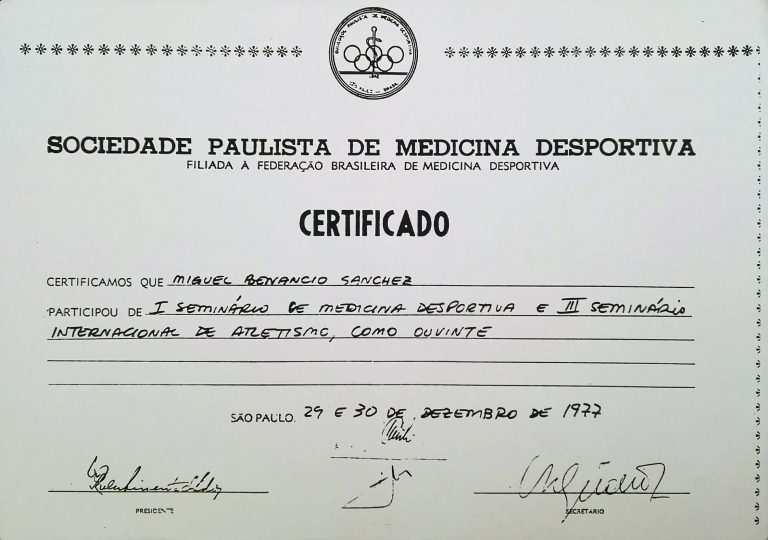 SOCIEDADE PAULISTA DE MEDICINA DESPORTIVA
FILIADA À FEDERAÇÃO BRASILEIRA DE MEDICINA DESPORTIVA
CERTIFICADO
CERTIFICAMOS QUE MIGUEL BENANCIO SANCHEZ
PARTICIPOU DE I SEMINÁRIO DE MEDICINA DESPORTIVA E III SEMINÁRIO
INTERNACIONAL DE ATLETISMO, COMO OUVINTE
SÃO PAULO. 29 E 30 DE DEZEMBRO DE 1977
PRESIDENTE
SECRETÁRIO